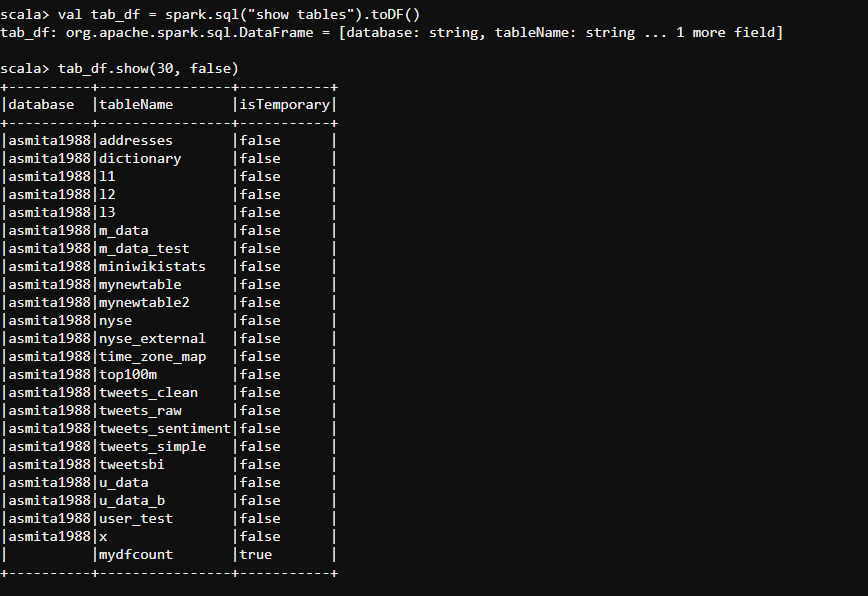 scala> val tab_df = spark.sql("show tables").toDF()
tab_df: org.apache.spark.sql.DataFrame = [database: string, tableName: string ... 1 more field]
scala> tab_df.show(30, false)
+----------+----------------+-----------+
|database  |tableName       |isTemporary|
+----------+----------------+-----------+
|asmita1988|addresses       |false      |
|asmita1988|dictionary      |false      |
|asmita1988|l1              |false      |
|asmita1988|l2              |false      |
|asmita1988|l3              |false      |
|asmita1988|m_data          |false      |
|asmita1988|m_data_test     |false      |
|asmita1988|miniwikistats   |false      |
|asmita1988|mynewtable      |false      |
|asmita1988|mynewtable2     |false      |
|asmita1988|nyse            |false      |
|asmita1988|nyse_external   |false      |
|asmita1988|time_zone_map   |false      |
|asmita1988|top100m         |false      |
|asmita1988|tweets_clean    |false      |
|asmita1988|tweets_raw      |false      |
|asmita1988|tweets_sentiment|false      |
|asmita1988|tweets_simple   |false      |
|asmita1988|tweetsbi        |false      |
|asmita1988|u_data          |false      |
|asmita1988|u_data_b        |false      |
|asmita1988|user_test       |false      |
|asmita1988|x               |false      |
|          |mydfcount       |true       |
+----------+----------------+-----------+